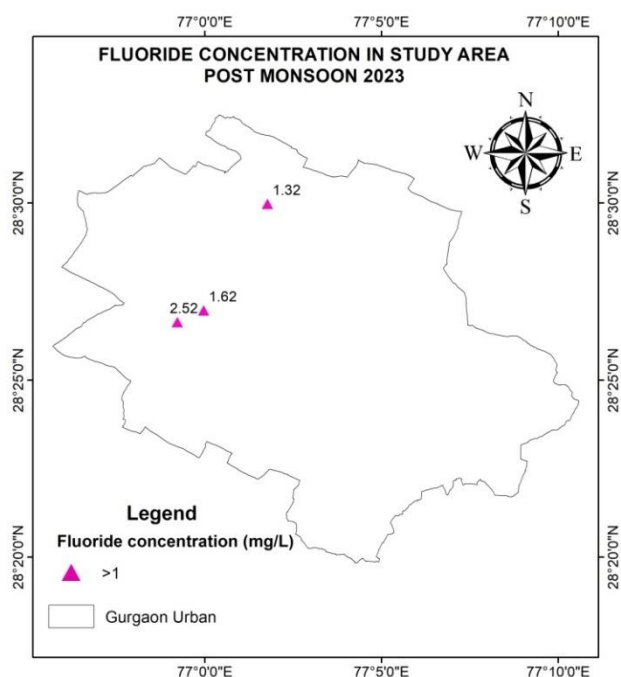 77°0'0"E
77°5'0"E
77°10'0"E
FLUORIDE CONCENTRATION IN STUDY AREA
POST MONSOON 2023
N
W
E
S
28°30'0"N
28°30'0"N
1.32
1.62
2.52
28°25'0"N
28°25'0"N
Legend
Fluoride concentration (mg/L)
>1
Gurgaon Urban
28°20'0"N
28°20'0"N
77°0'0"E
77°5'0"E
77°10'0"E